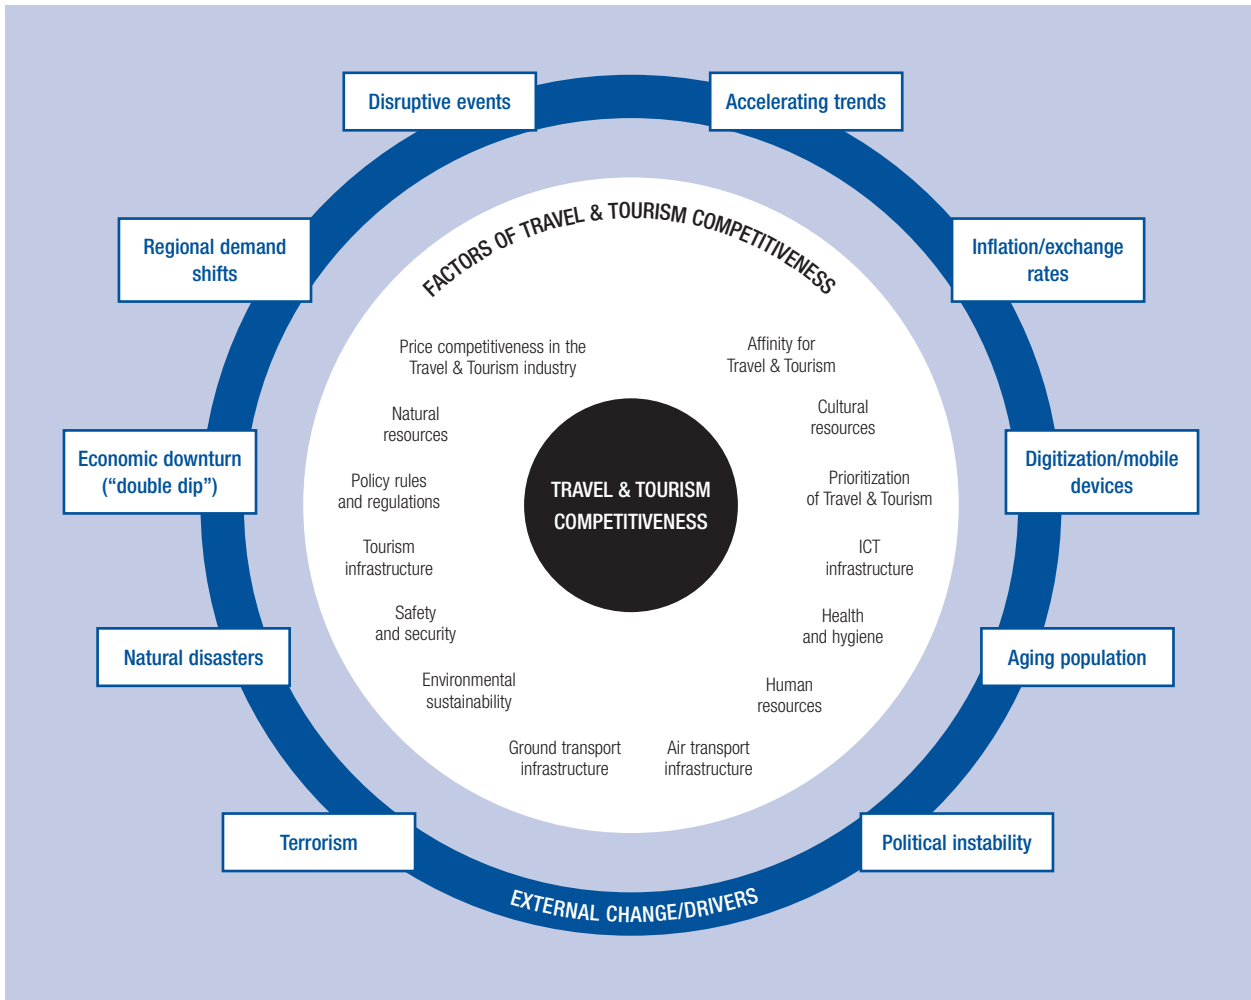 Disruptive events
Accelerating trends
Regional demand
shifts
Inflation/exchange
rates
Economic downturn
(“double dip”)
Digitization/mobile
devices
Natural disasters
Aging population
Terrorism
Political instability
EXTERNAL CHANGE/DRIVERS
FACTORS OF TRAVEL & TOURISM COMPETITIVENESS
Price competitiveness in the
Travel & Tourism industry
Affinity for
Travel & Tourism
Natural
resources
Cultural
resources
Policy rules
and regulations
Prioritization
of Travel & Tourism
Tourism
infrastructure
ICT
infrastructure
Safety
and security
Health
and hygiene
Environmental
sustainability
Human
resources
Ground transport
infrastructure
Air transport
infrastructure
TRAVEL & TOURISM
COMPETITIVENESS